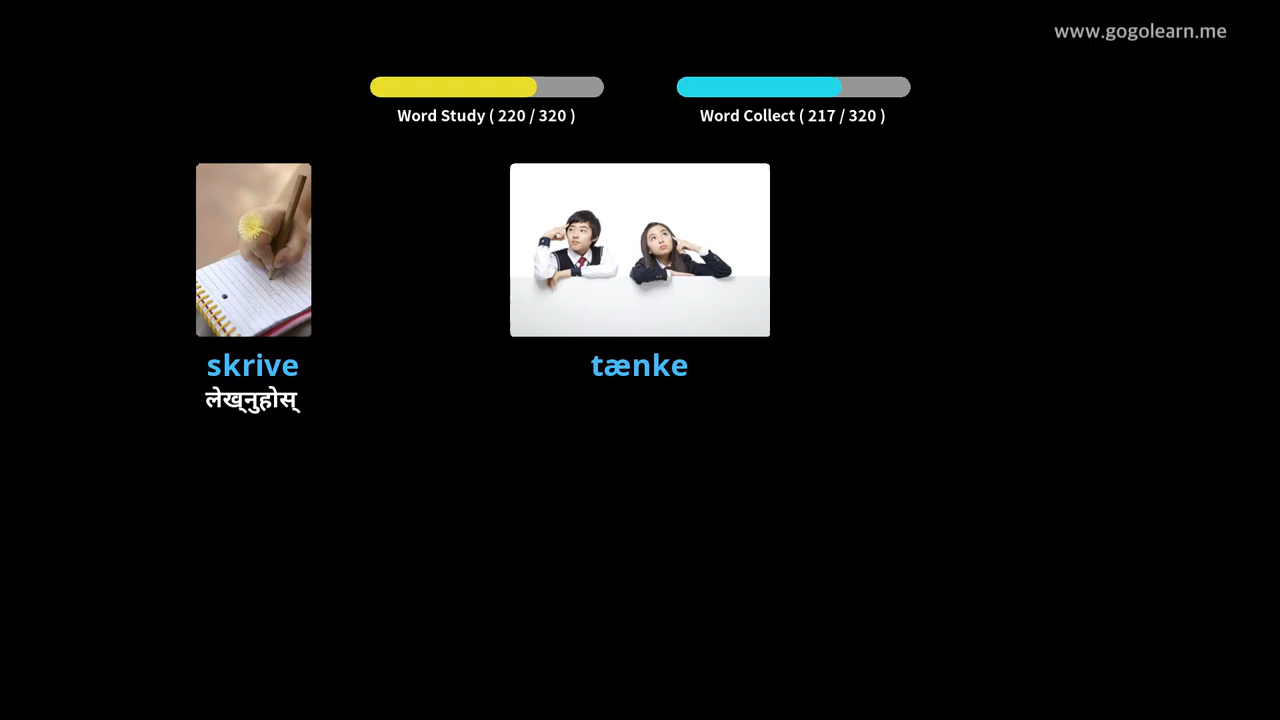 www.gogolearn.me
Word Study ( 220 / 320 )
Word Collect ( 217 / 320 )
skrive
tænke
लेख्नुहोस्